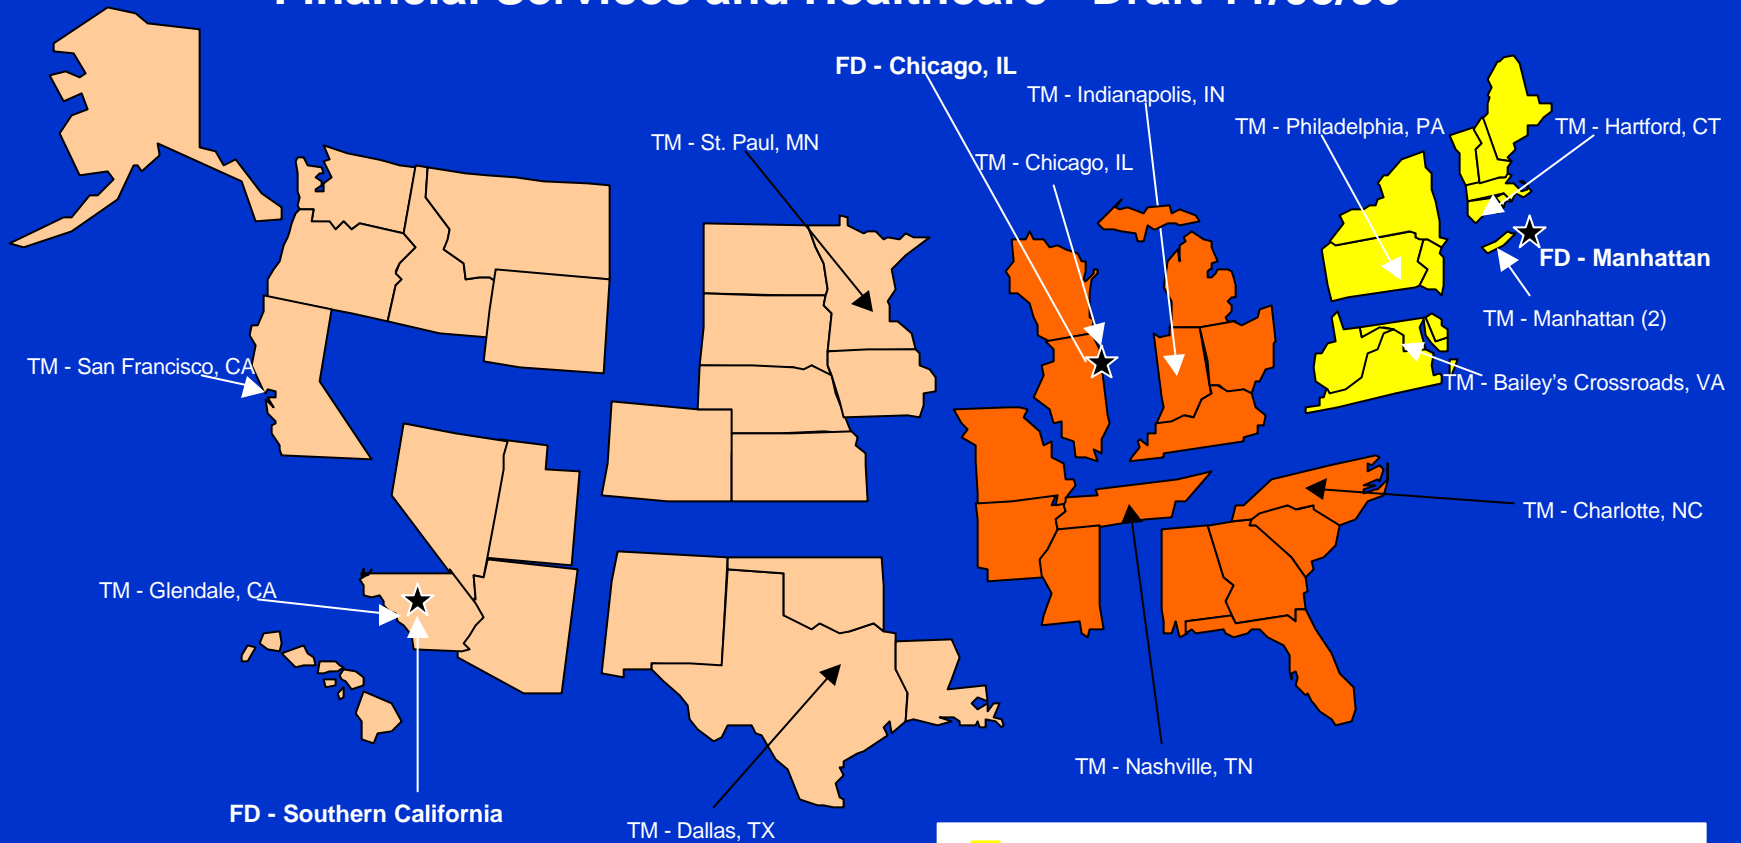 FD - Chicago, IL
TM - Indianapolis, IN
TM - Philadelphia, PA
TM - Hartford, CT
TM - St. Paul, MN
TM - Chicago, IL
FD - Manhattan
TM - Manhattan (2)
TM - San Francisco, CA
TM - Bailey's Crossroads, VA
TM - Charlotte, NC
TM - Glendale, CA
TM - Nashville, TN
FD - Southern California
TM - Dallas, TX